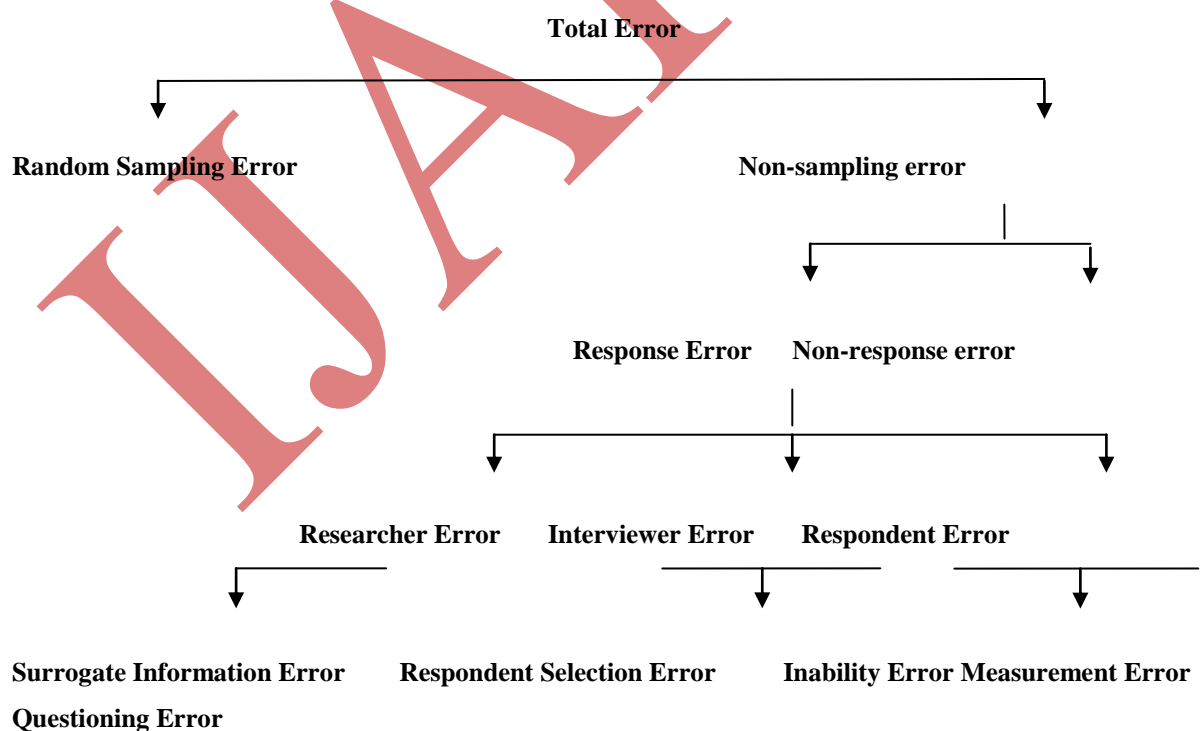 Total Error
Random Sampling Error Non-sampling error
Response Error Non-response error
Researcher Error Interviewer Error Respondent Error
Surrogate Information Error Respondent Selection Error Inability Error Measurement Error
Questioning Error